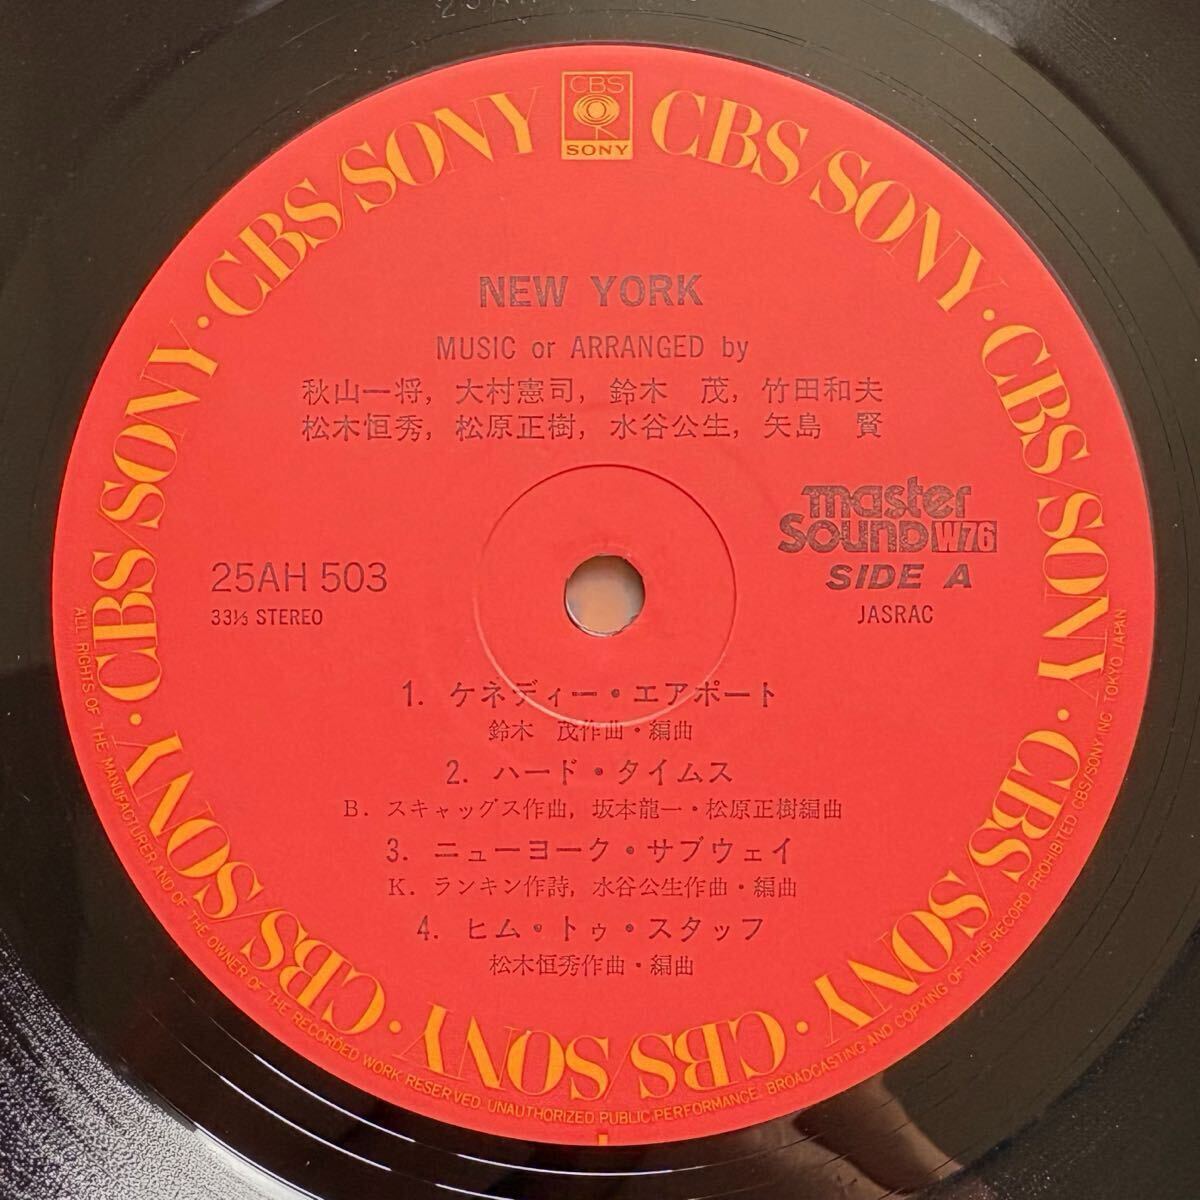 CBS
SONY
CBS/SONY · CBS/SONY · CBS/SONY · CBS/SONY · CBS/SONY · CBS/SONY · CBS/SONY · CBS/SONY · CBS/SONY · CBS/SONY
NEW YORK
MUSIC or ARRANGED by
秋山一将, 大村憲司, 鈴木 茂, 竹田和夫
松木恒秀, 松原正樹, 水谷公生, 矢島 賢
master
Sound W76
25AH 503
SIDE A
33⅓ STEREO
JASRAC
1. ケネディー・エアポート
鈴木 茂作曲・編曲
2. ハード・タイムス
B. スキャッグス作曲, 坂本龍一・松原正樹編曲
3. ニューヨーク・サブウェイ
K. ランキン作詩, 水谷公生作曲・編曲
4. ヒム・トゥ・スタッフ
松木恒秀作曲・編曲
ALL RIGHTS OF THE MANUFACTURER AND OF THE OWNER OF THE RECORDED WORK RESERVED. UNAUTHORIZED PUBLIC PERFORMANCE BROADCASTING AND COPYING OF THIS RECORD PROHIBITED CBS/SONY INC TOKYO JAPAN